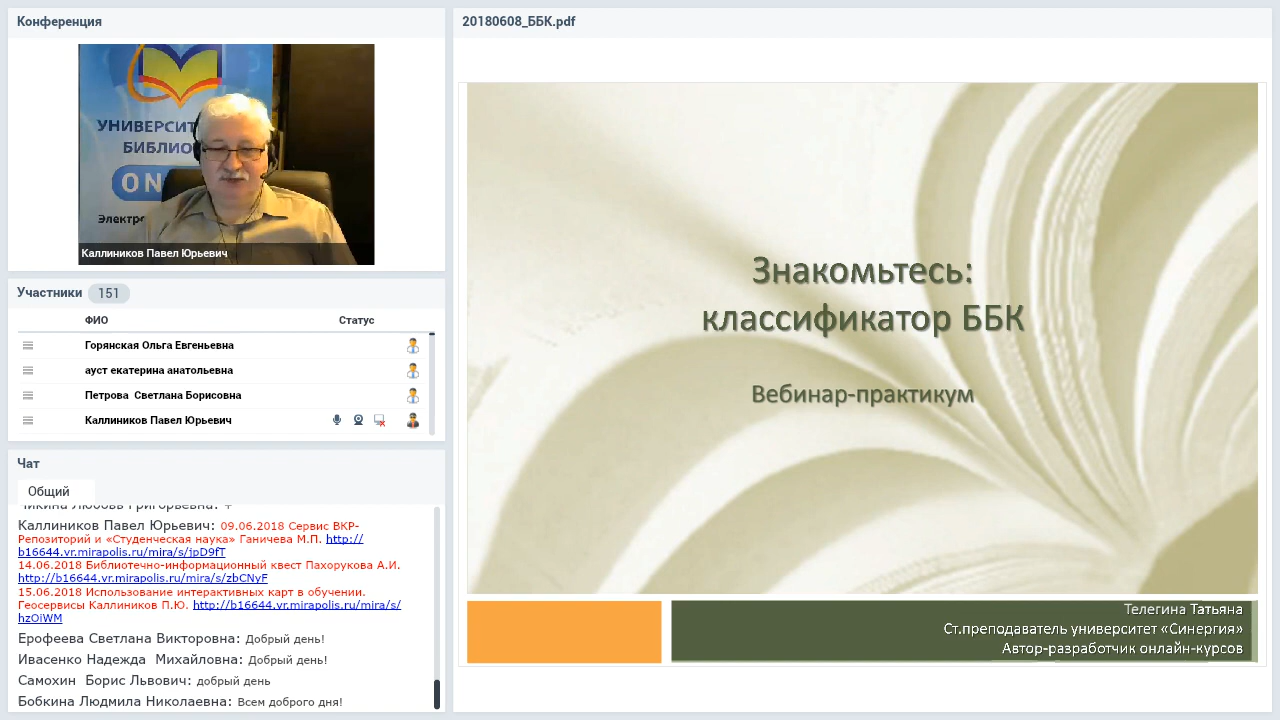 Конференция
УНИВЕРСИТ
БИБЛИО
ON
Электр
Каллиников Павел Юрьевич
Участники 151
ФИО Статус
Горянская Ольга Евгеньевна
ауст екатерина анатольевна
Петрова Светлана Борисовна
Каллиников Павел Юрьевич
Чат
Общий
Каллиников Павел Юрьевич: 09.06.2018 Сервис ВКР-
Репозиторий и «Студенческая наука» Ганичева М.П. http://
b16644.vr.mirapolis.ru/mira/s/jpD9fT
14.06.2018 Библиотечно-информационный квест Пахорукова А.И.
http://b16644.vr.mirapolis.ru/mira/s/zbCNyF
15.06.2018 Использование интерактивных карт в обучении.
Геосервисы Каллиников П.Ю. http://b16644.vr.mirapolis.ru/mira/s/
hzOiWM
Ерофеева Светлана Викторовна: Добрый день!
Ивасенко Надежда Михайловна: Добрый день!
Самохин Борис Львович: добрый день
Бобкина Людмила Николаевна: Всем доброго дня!
20180608_ББК.pdf
Знакомьтесь:
классификатор ББК
Вебинар-практикум
Телегина Татьяна
Ст.преподаватель университет «Синергия»
Автор-разработчик онлайн-курсов